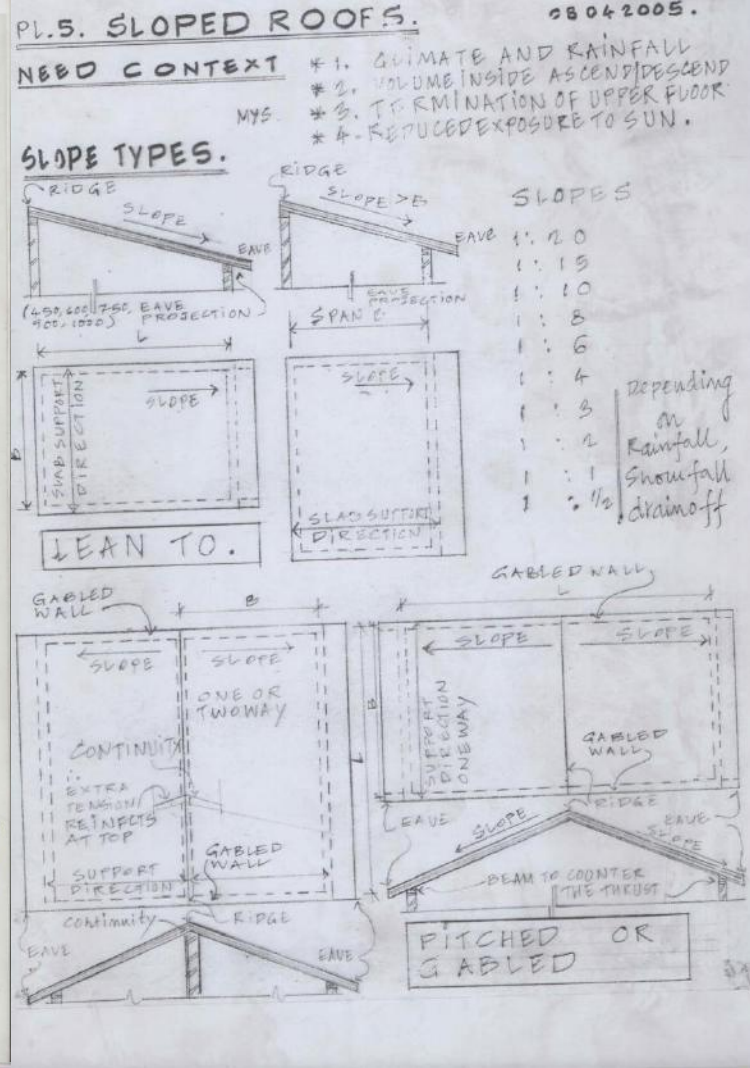 PL.5. SLOPED ROOFS.
08042005.
NEED CONTEXT
* 1. CLIMATE AND RAINFALL
* 2. VOLUME INSIDE ASCEND/DESCEND
* 3. TERMINATION OF UPPER FLOOR
* 4. REDUCED EXPOSURE TO SUN.
MYS
SLOPE TYPES.
RIDGE
SLOPE
EAVE
(450,600,750,
900,1000)
EAVE
PROJECTION
L
RIDGE
SLOPE >B
EAVE
EAVE
PROJECTION
SPAN
SLOPES
1:20
1:15
1:10
1:8
1:6
1:4
1:3
1:2
1:1
1:1/2
Depending
on
Rainfall,
Snowfall
drainoff
B
SLAB SUPPORT
DIRECTION
SLOPE
LEAN TO.
SLOPE
SLAB SUPPORT
DIRECTION
GABLED
WALL
B
SLOPE
SLOPE
ONE OR
TWOWAY
CONTINUITY
∴
EXTRA
TENSION
REINFCTS
AT TOP
SUPPORT
DIRECTION
GABLED
WALL
L
Continuity
RIDGE
EAVE
EAVE
GABLED WALL
L
SLOPE
SLOPE
B
SUPPORT
DIRECTION
ONEWAY
GABLED
WALL
RIDGE
EAVE
EAVE
SLOPE
SLOPE
BEAM TO COUNTER
THE THRUST
PITCHED OR
GABLED